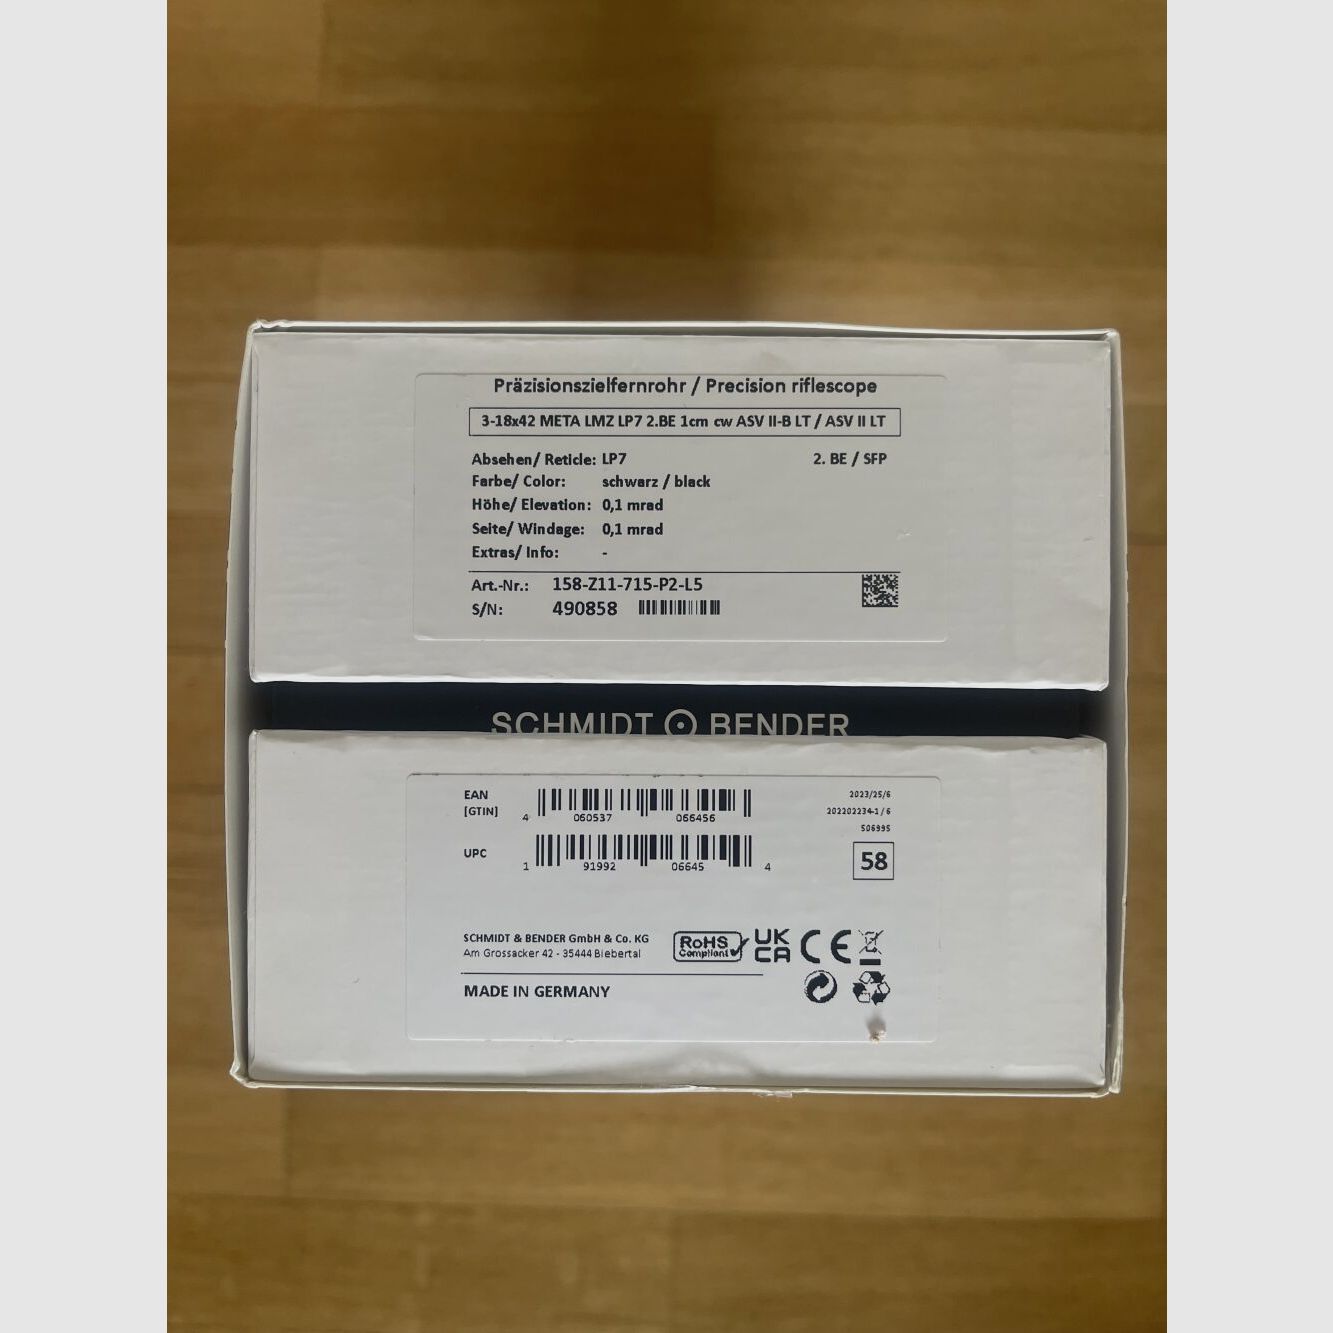 Präzisionszielfernrohr / Precision riflescope
3-18x42 META LMZ LP7 2.BE 1cm cw ASV II-B LT / ASV II LT
Absehen/ Reticle: LP7 2. BE / SFP
Farbe/ Color: schwarz / black
Höhe/ Elevation: 0,1 mrad
Seite/ Windage: 0,1 mrad
Extras/ Info: -
Art.-Nr.: 158-Z11-715-P2-L5
S/N: 490858
SCHMIDT BENDER
EAN
[GTIN]
4 060537 066456
2023/25/6
202202234-1 / 6
506995
UPC
1 91992 06645 4
58
SCHMIDT & BENDER GmbH & Co. KG
Am Grossacker 42 - 35444 Biebertal
RoHS
Compliant
UK
CA
CE
MADE IN GERMANY